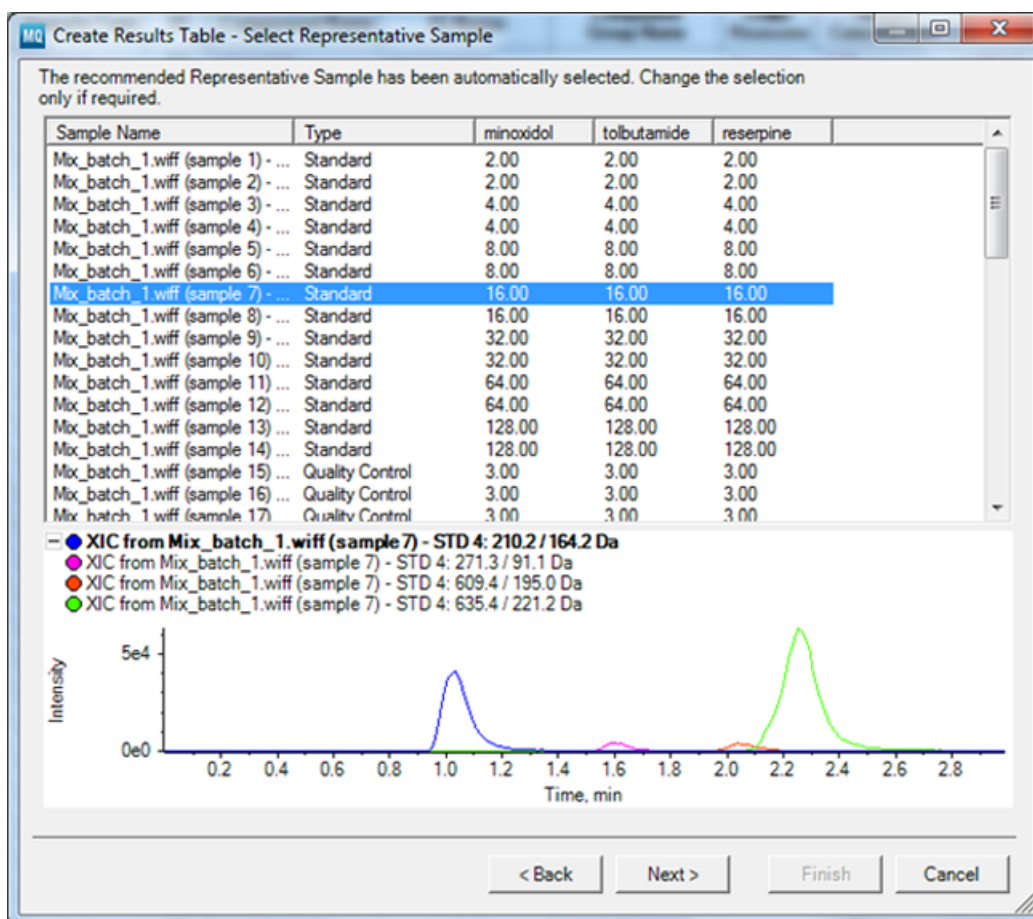 MQ Create Results Table - Select Representative Sample
The recommended Representative Sample has been automatically selected. Change the selection
only if required.
Sample Name Type minoxidol tolbutamide reserpine
Mix_batch_1.wiff (sample 1) - ... Standard 2.00 2.00 2.00
Mix_batch_1.wiff (sample 2) - ... Standard 2.00 2.00 2.00
Mix_batch_1.wiff (sample 3) - ... Standard 4.00 4.00 4.00
Mix_batch_1.wiff (sample 4) - ... Standard 4.00 4.00 4.00
Mix_batch_1.wiff (sample 5) - ... Standard 8.00 8.00 8.00
Mix_batch_1.wiff (sample 6) - ... Standard 8.00 8.00 8.00
Mix_batch_1.wiff (sample 7) - ... Standard 16.00 16.00 16.00
Mix_batch_1.wiff (sample 8) - ... Standard 16.00 16.00 16.00
Mix_batch_1.wiff (sample 9) - ... Standard 32.00 32.00 32.00
Mix_batch_1.wiff (sample 10) ... Standard 32.00 32.00 32.00
Mix_batch_1.wiff (sample 11) ... Standard 64.00 64.00 64.00
Mix_batch_1.wiff (sample 12) ... Standard 64.00 64.00 64.00
Mix_batch_1.wiff (sample 13) ... Standard 128.00 128.00 128.00
Mix_batch_1.wiff (sample 14) ... Standard 128.00 128.00 128.00
Mix_batch_1.wiff (sample 15) ... Quality Control 3.00 3.00 3.00
Mix_batch_1.wiff (sample 16) ... Quality Control 3.00 3.00 3.00
Mix_batch_1.wiff (sample 17) ... Quality Control 3.00 3.00 3.00
XIC from Mix_batch_1.wiff (sample 7) - STD 4: 210.2 / 164.2 Da
XIC from Mix_batch_1.wiff (sample 7) - STD 4: 271.3 / 91.1 Da
XIC from Mix_batch_1.wiff (sample 7) - STD 4: 609.4 / 195.0 Da
XIC from Mix_batch_1.wiff (sample 7) - STD 4: 635.4 / 221.2 Da
5e4
Intensity
0e0
0.2 0.4 0.6 0.8 1.0 1.2 1.4 1.6 1.8 2.0 2.2 2.4 2.6 2.8
Time, min
< Back Next > Finish Cancel